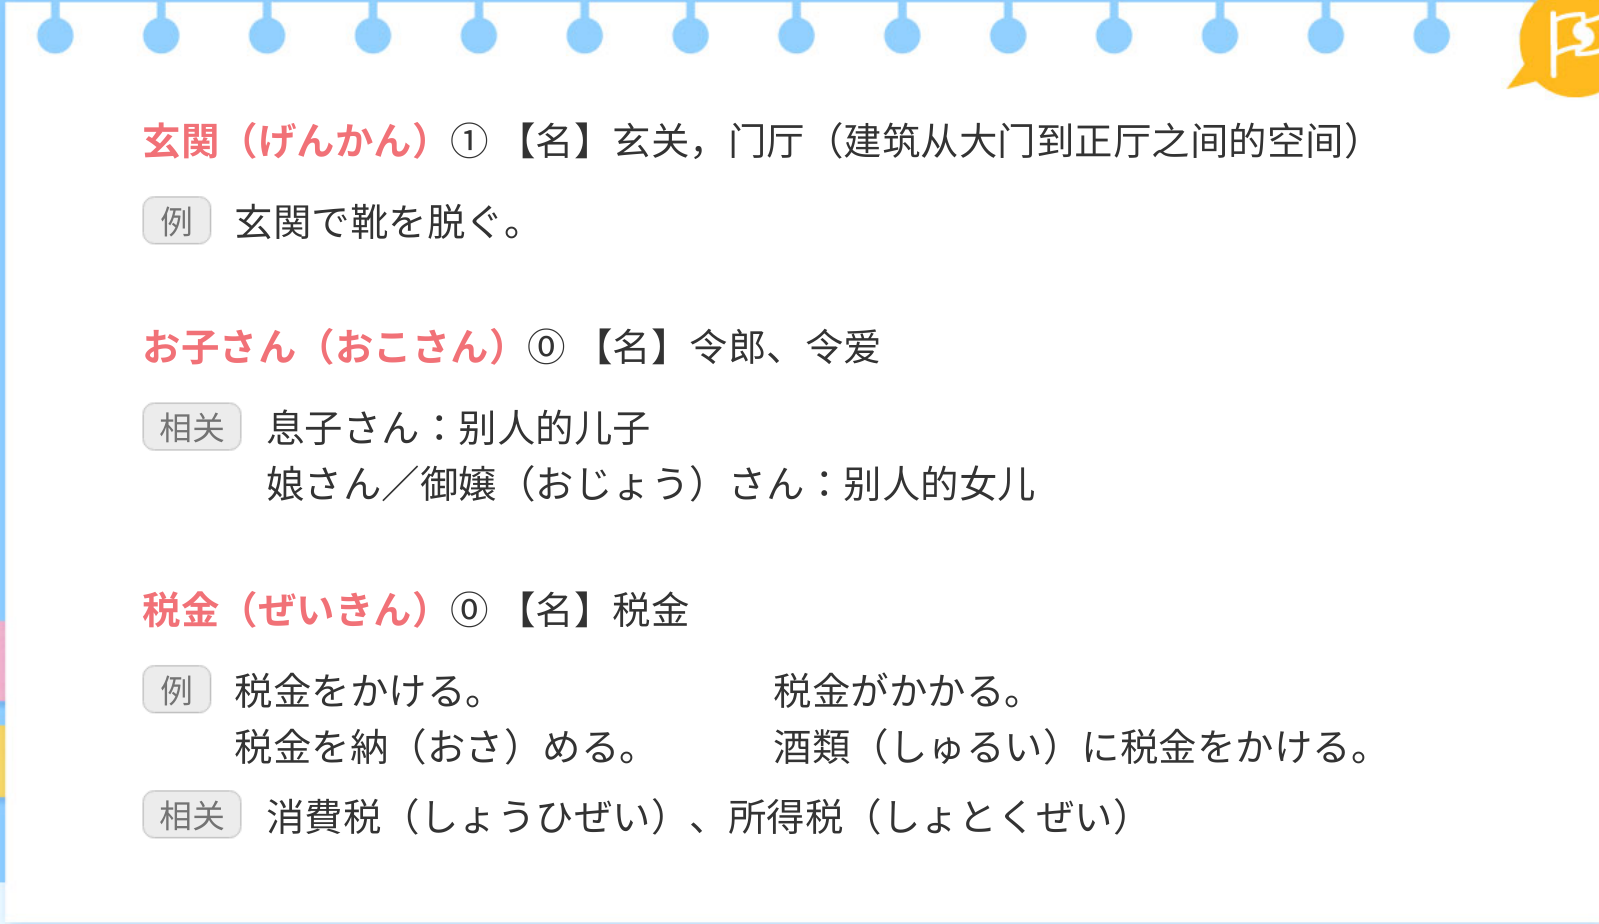 玄関（げんかん）① 【名】玄关，门厅（建筑从大门到正厅之间的空间）
例 玄関で靴を脱ぐ。
お子さん（おこさん）⓪ 【名】令郎、令爱
相关 息子さん：别人的儿子
娘さん／御嬢（おじょう）さん：别人的女儿
税金（ぜいきん）⓪ 【名】税金
例 税金をかける。 税金がかかる。
税金を納（おさ）める。 酒類（しゅるい）に税金をかける。
相关 消費税（しょうひぜい）、所得税（しょとくぜい）